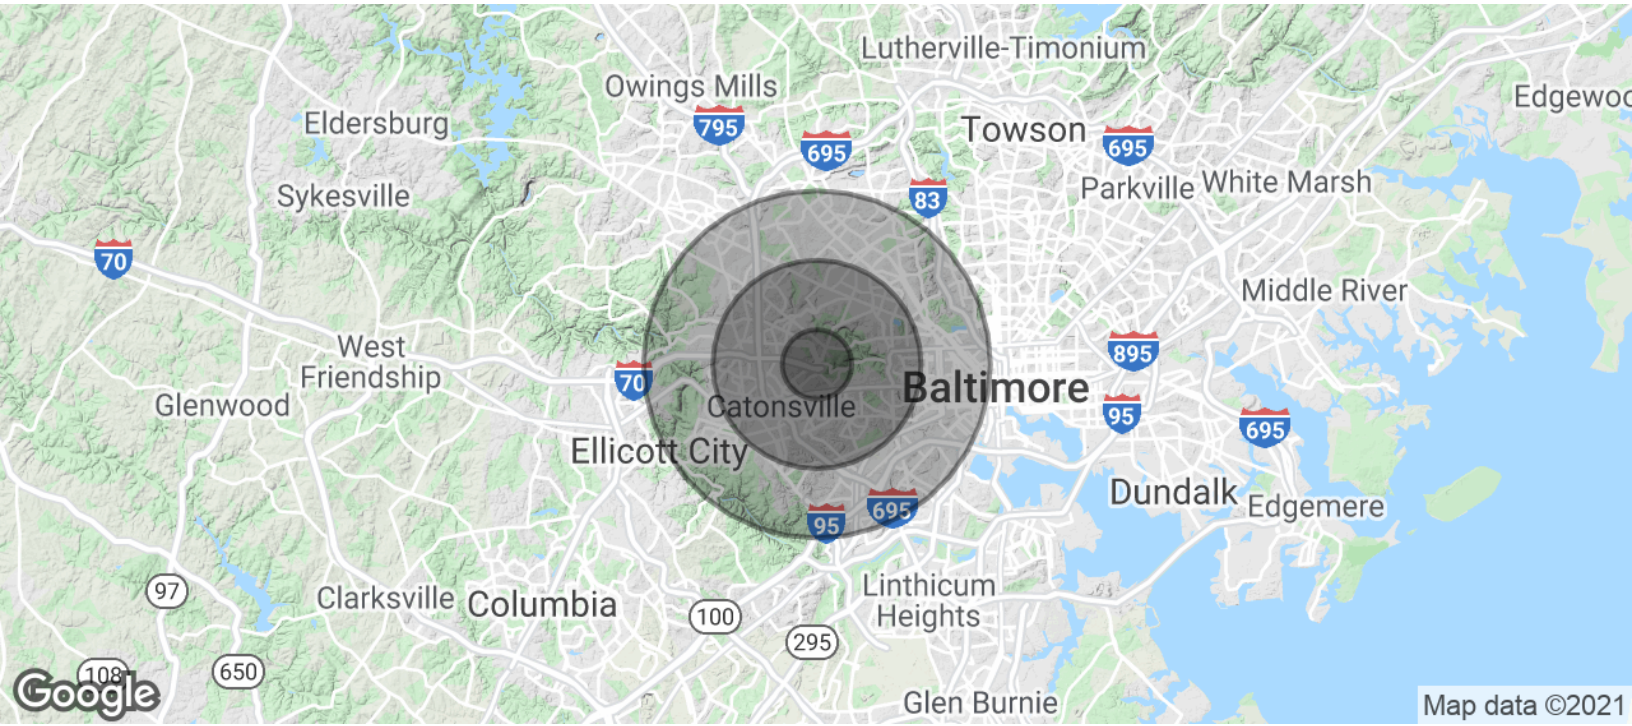 Lutherville-Timonium
Owings Mills
Edgewoo
795
Eldersburg
Towson
695
695
Parkville
White Marsh
Sykesville
83
70
Middle River
West
Friendship
895
70
Baltimore
Glenwood
Catonsville
95
695
Ellicott City
Dundalk
Edgemere
695
95
Linthicum
Heights
97
Clarksville
Columbia
100
295
650
108
Google
Glen Burnie
Map data ©2021